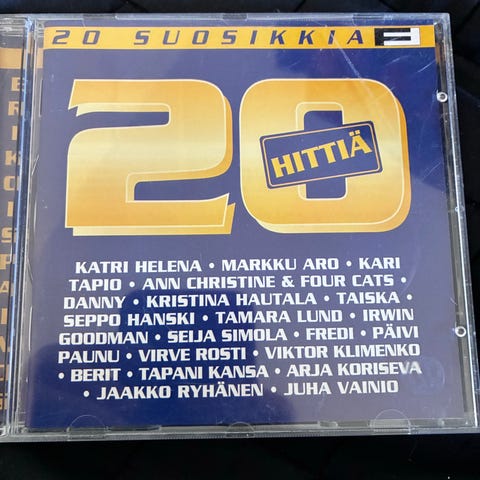 20 SUOSIKKIA
20
HITTIÄ
KATRI HELENA • MARKKU ARO • KARI
TAPIO • ANN CHRISTINE & FOUR CATS •
DANNY • KRISTINA HAUTALA • TAISKA •
SEPPO HANSKI • TAMARA LUND • IRWIN
GOODMAN • SEIJA SIMOLA • FREDI • PÄIVI
PAUNU • VIRVE ROSTI • VIKTOR KLIMENKO
• BERIT • TAPANI KANSA • ARJA KORISEVA
• JAAKKO RYHÄNEN • JUHA VAINIO